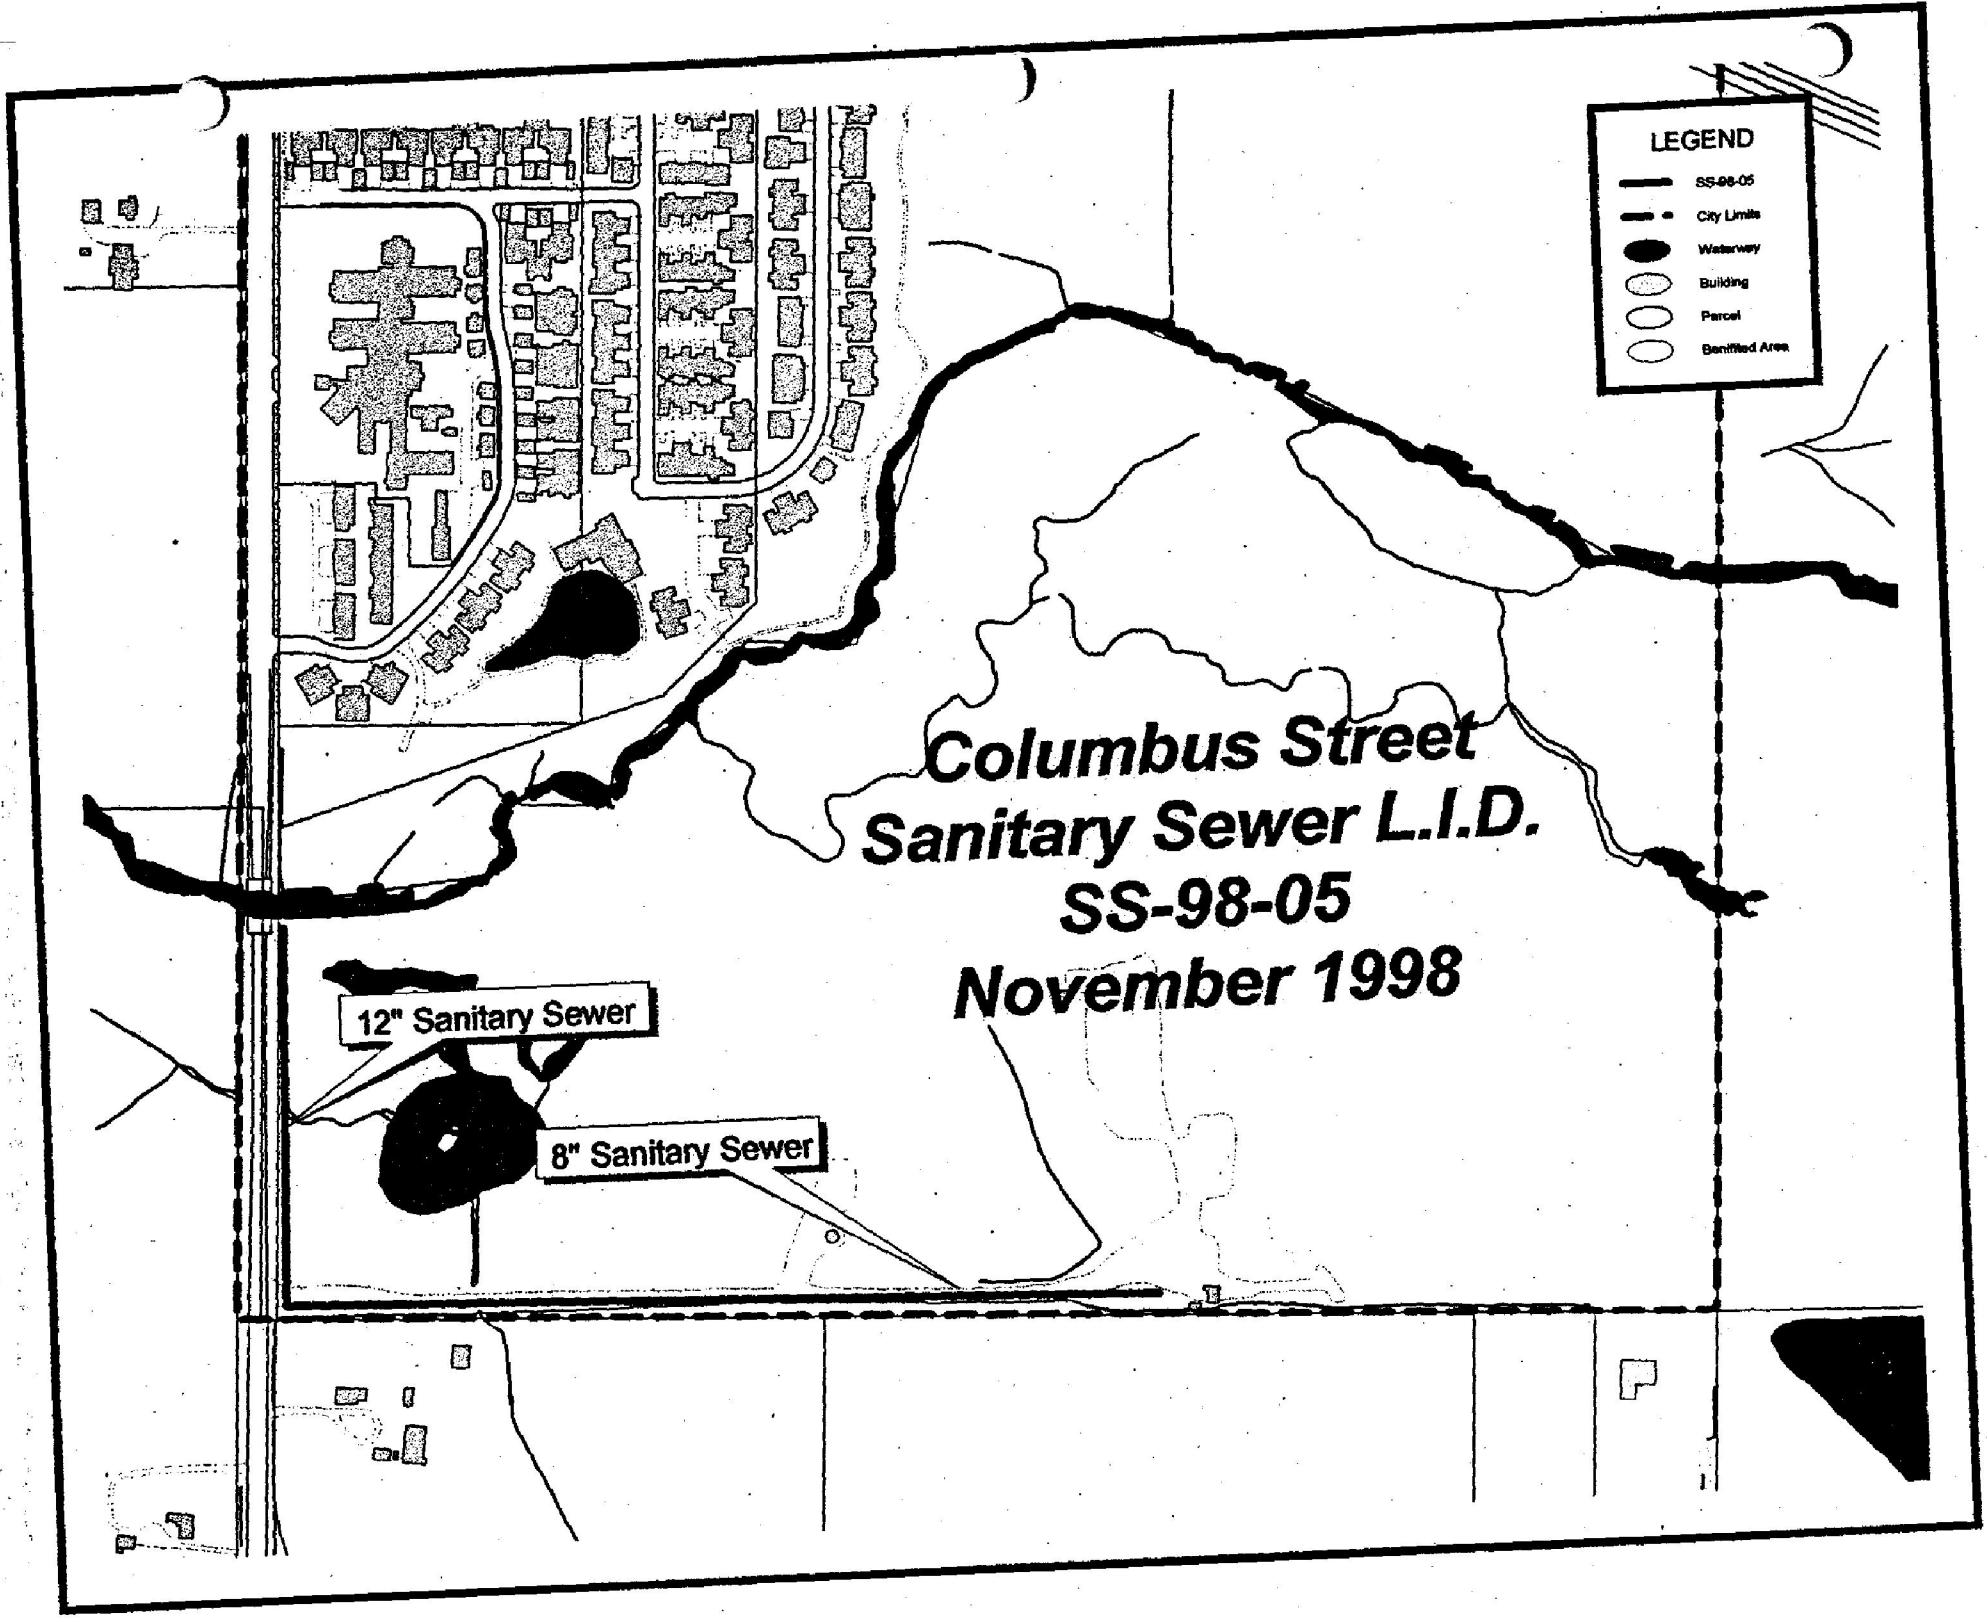 LEGEND
SS-98-05
City Limits
Waterway
Building
Parcel
Benifited Area
Columbus Street
Sanitary Sewer L.I.D.
SS-98-05
November 1998
12" Sanitary Sewer
8" Sanitary Sewer